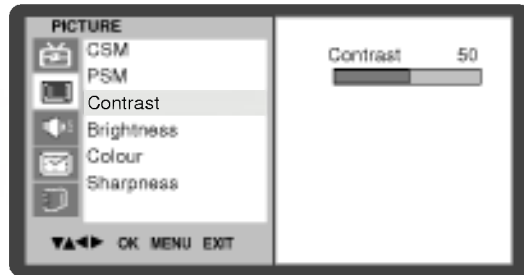 PICTURE
CSM
PSM
Contrast
Brightness
Colour
Sharpness
▼▲◀▶ OK MENU EXIT
Contrast 50